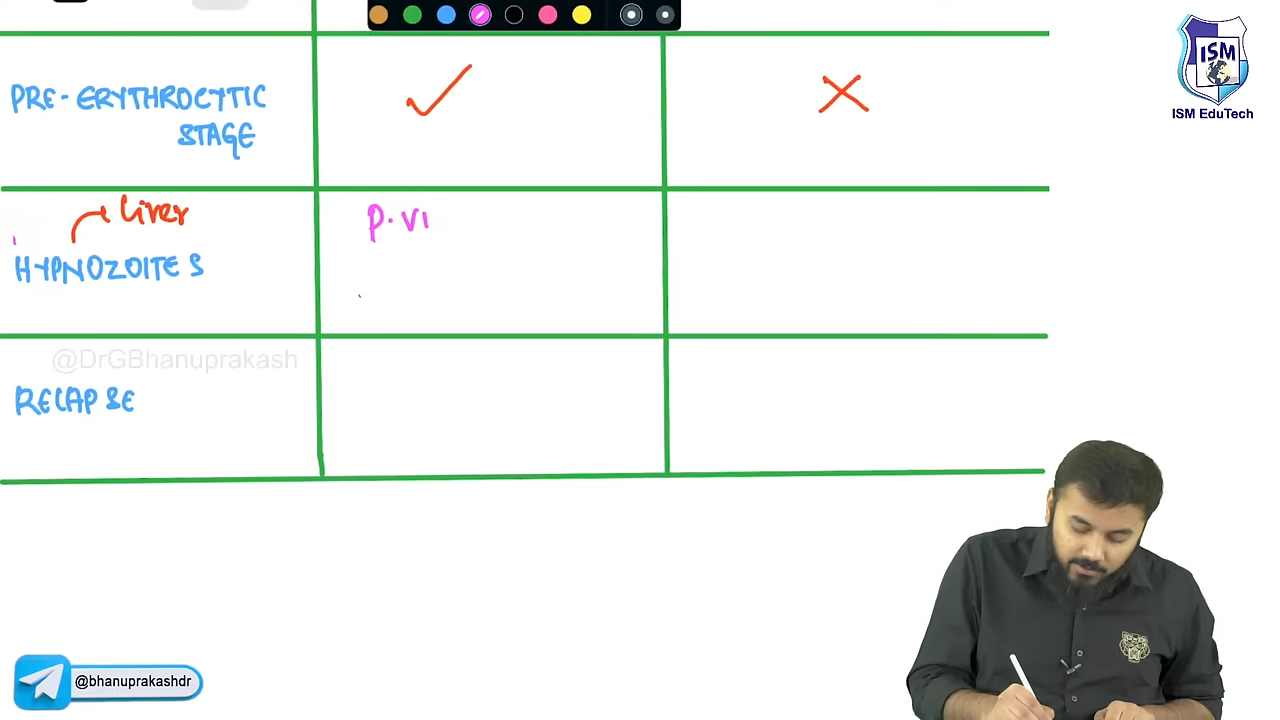 ISM
ISM EduTech
PRE-ERYTHROCYTIC
STAGE
Liver
HYPNOZOITES
P. VI
@DrGBhanuprakash
RELAPSE
@bhanuprakashdr